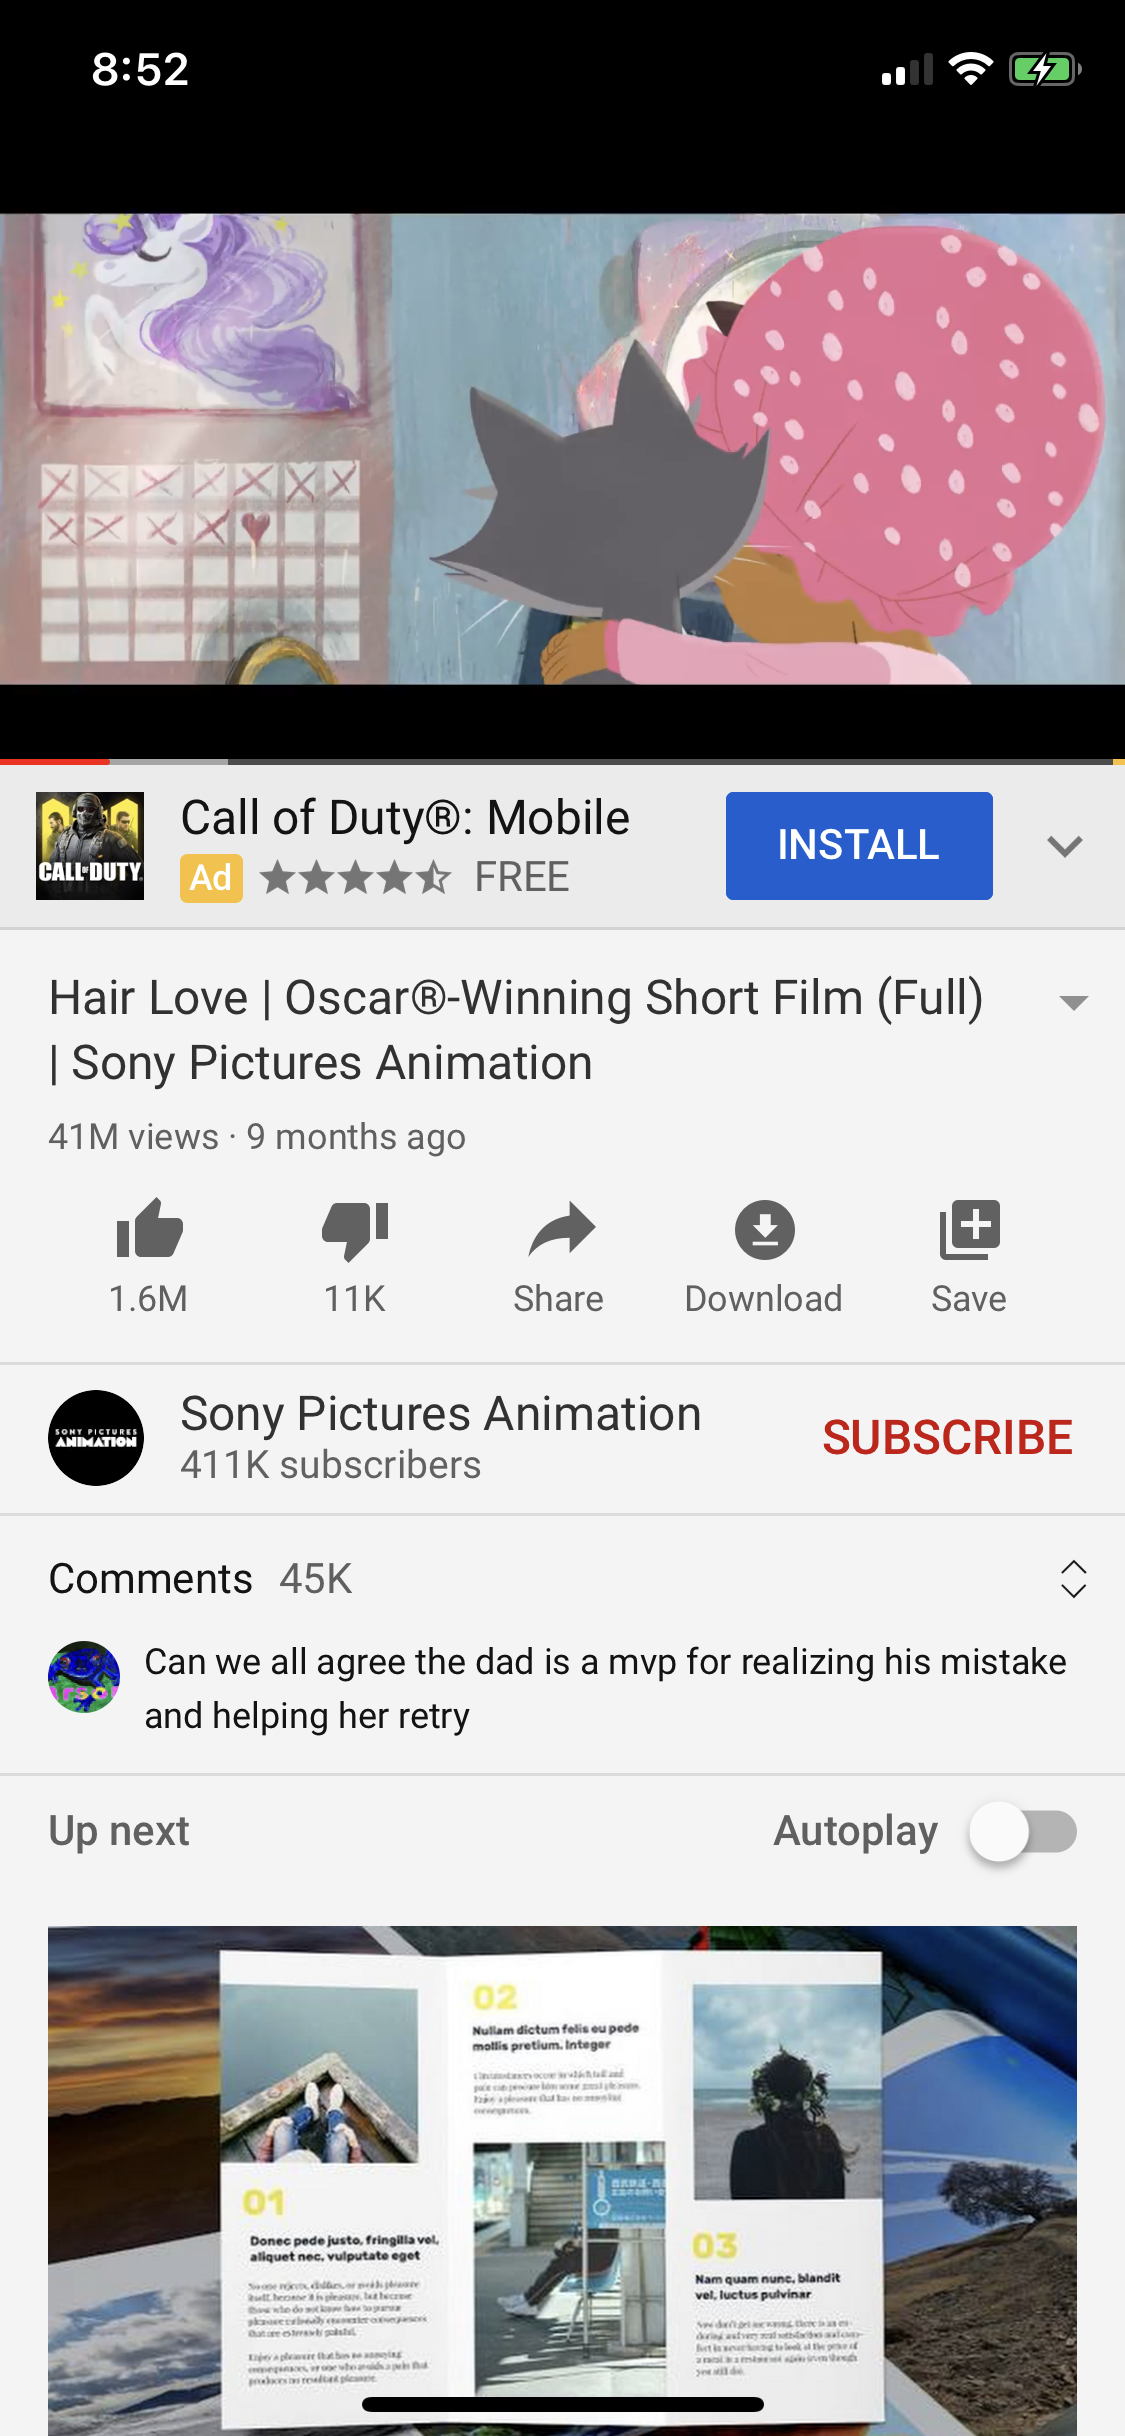 8:52
CALL OF DUTY
Call of Duty®: Mobile
Ad FREE
INSTALL
Hair Love | Oscar®-Winning Short Film (Full)
| Sony Pictures Animation
41M views · 9 months ago
1.6M
11K
Share
Download
Save
SONY PICTURES
ANIMATION
Sony Pictures Animation
411K subscribers
SUBSCRIBE
Comments 45K
Can we all agree the dad is a mvp for realizing his mistake
and helping her retry
Up next
Autoplay
01
Donec pede justo, fringilla vel,
aliquet nec, vulputate eget
02
Nullam dictum felis eu pede
mollis pretium. Integer
03
Nam quam nunc, blandit
vel, luctus pulvinar